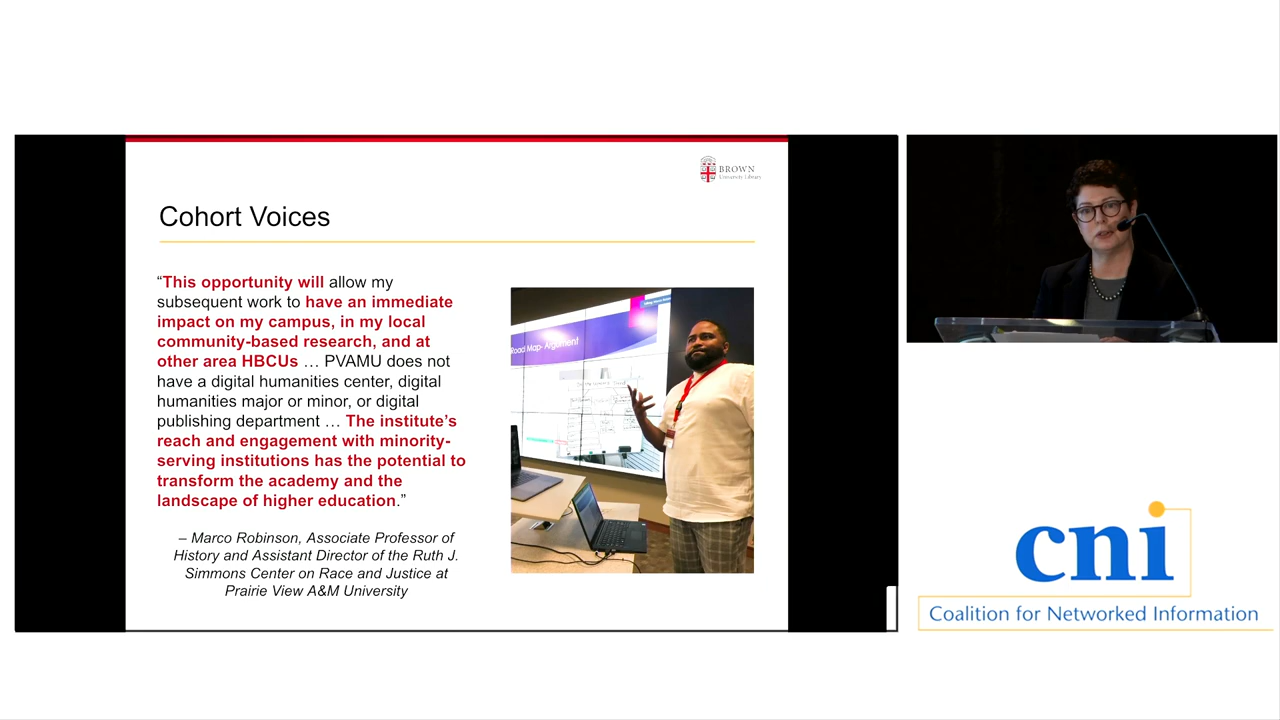 BROWN
University Library
Cohort Voices
“This opportunity will allow my
subsequent work to have an immediate
impact on my campus, in my local
community-based research, and at
other area HBCUs … PVAMU does not
have a digital humanities center, digital
humanities major or minor, or digital
publishing department … The institute’s
reach and engagement with minority-
serving institutions has the potential to
transform the academy and the
landscape of higher education.”
– Marco Robinson, Associate Professor of
History and Assistant Director of the Ruth J.
Simmons Center on Race and Justice at
Prairie View A&M University
Road Map- Argument
cni
Coalition for Networked Information